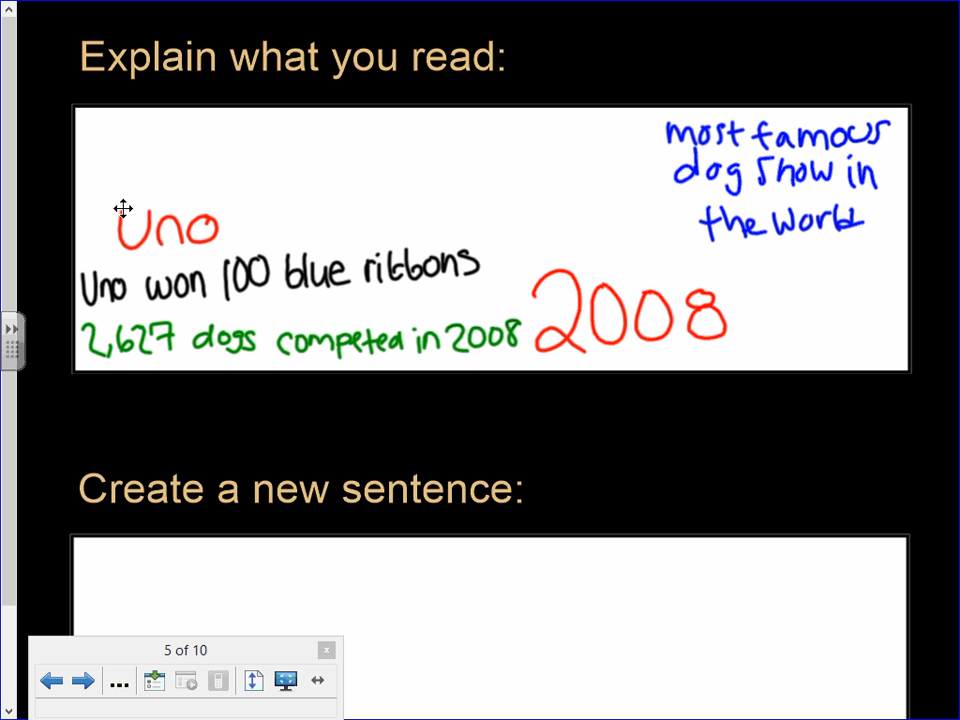 Explain what you read:
most famous
dog show in
the world
Uno
Uno won 100 blue ribbons
2008
2,627 dogs competed in 2008
Create a new sentence:
5 of 10